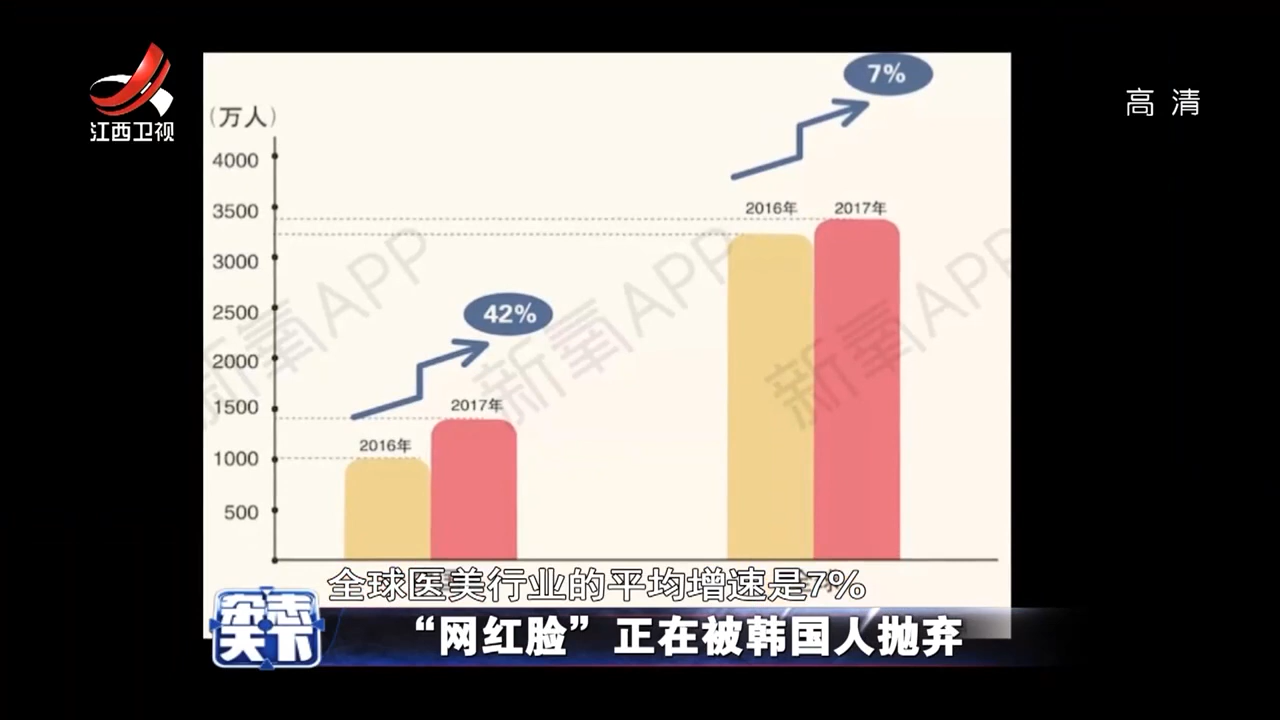 江西卫视
高清
7%
（万人）
4000
3500
3000
2500
2000
1500
1000
500
2016年
2017年
42%
2016年
2017年
新氧APP
新氧APP
新氧APP
全球医美行业的平均增速是7%
杂志天下
“网红脸”正在被韩国人抛弃